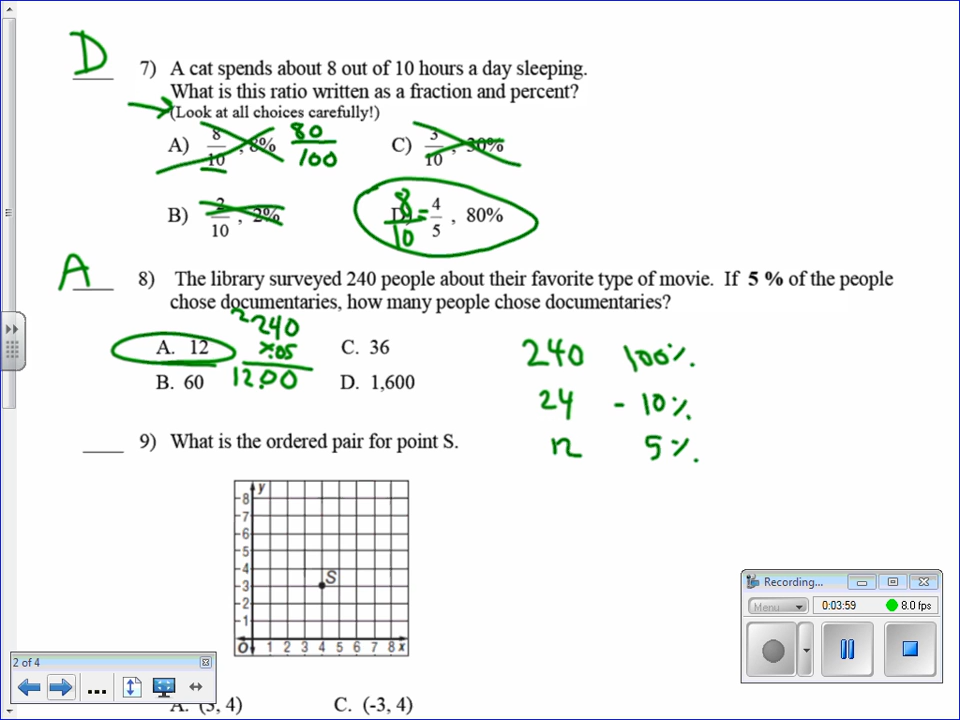 D
7) A cat spends about 8 out of 10 hours a day sleeping.
What is this ratio written as a fraction and percent?
(Look at all choices carefully!)
A) 8/10 , 8% 80/100 C) 3/10 , 30%
B) 2/10 , 2% D) 8/10 = 4/5 , 80%
A
8) The library surveyed 240 people about their favorite type of movie. If 5 % of the people
chose documentaries, how many people chose documentaries?
A. 12 C. 36
B. 60 D. 1,600
2
240
x.05
12.00
240 100%
24 - 10%
12 5%
9) What is the ordered pair for point S.
y
8
7
6
5
4
S
3
2
1
O 1 2 3 4 5 6 7 8 x
A. (3, 4) C. (-3, 4)
Recording...
Menu 0:03:59 8.0 fps
2 of 4
...